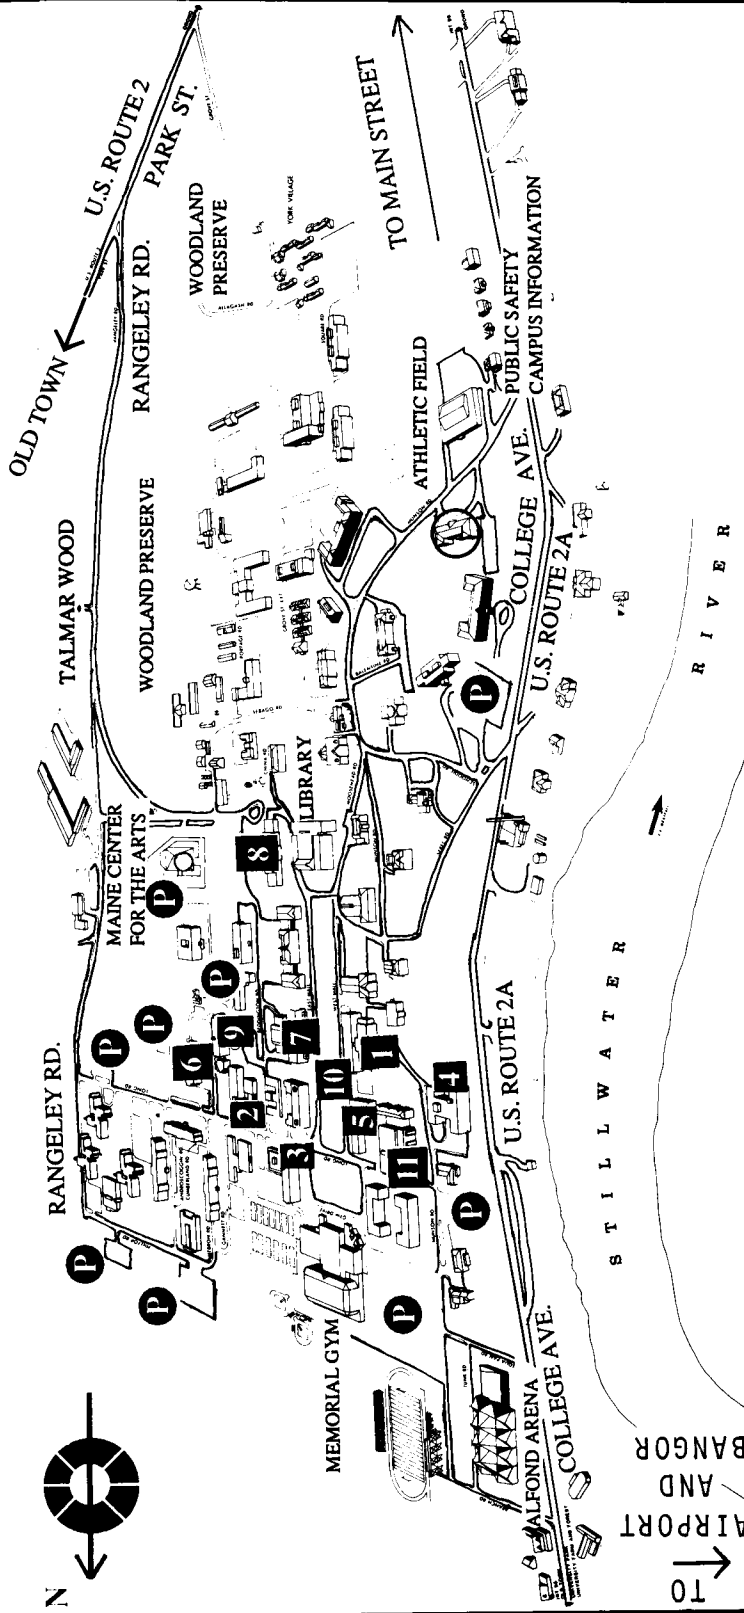 N
OLD TOWN
U.S. ROUTE 2
PARK ST.
RANGELEY RD.
WOODLAND
PRESERVE
YORK VILLAGE
TO MAIN STREET
TALMAR WOOD
WOODLAND PRESERVE
ATHLETIC FIELD
PUBLIC SAFETY
CAMPUS INFORMATION
COLLEGE AVE.
U.S. ROUTE 2A
MAINE CENTER
FOR THE ARTS
LIBRARY
P
8
P
P
P
P
RANGELEY RD.
6
9
7
2
10
1
3
5
4
11
U.S. ROUTE 2A
P
P
P
P
MEMORIAL GYM
ALFOND ARENA
COLLEGE AVE.
STILLWATER
RIVER
TO
AIRPORT
AND
BANGOR